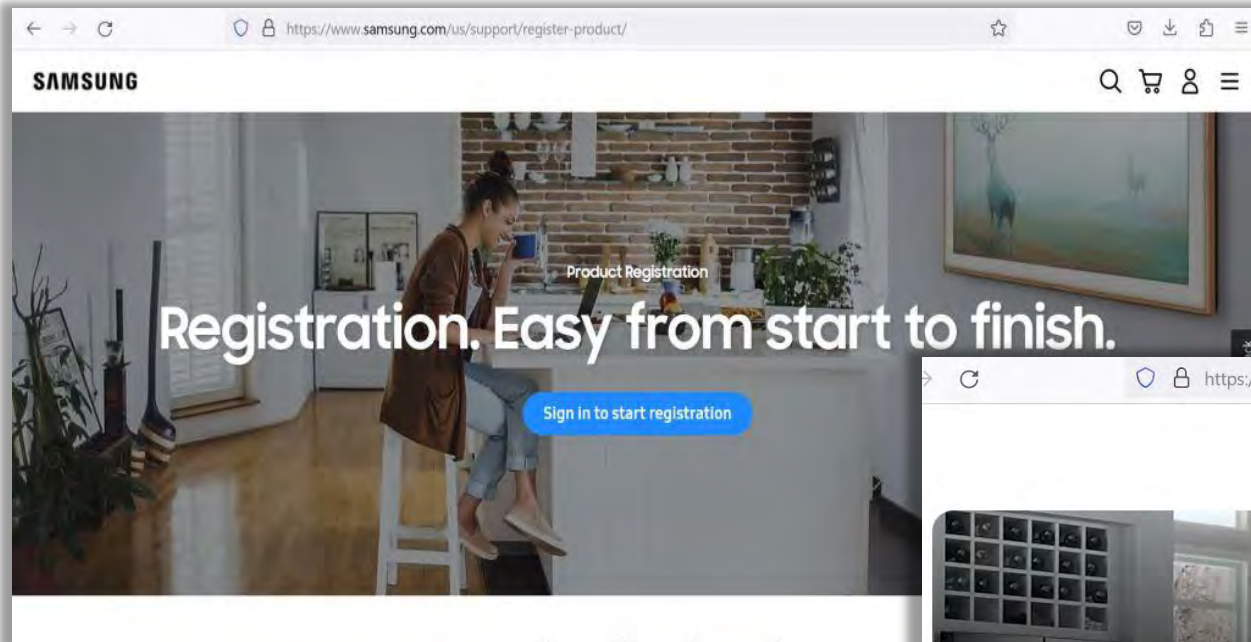 https://www.samsung.com/us/support/register-product/
SAMSUNG
Product Registration
Registration. Easy from start to finish.
Sign in to start registration
https:/